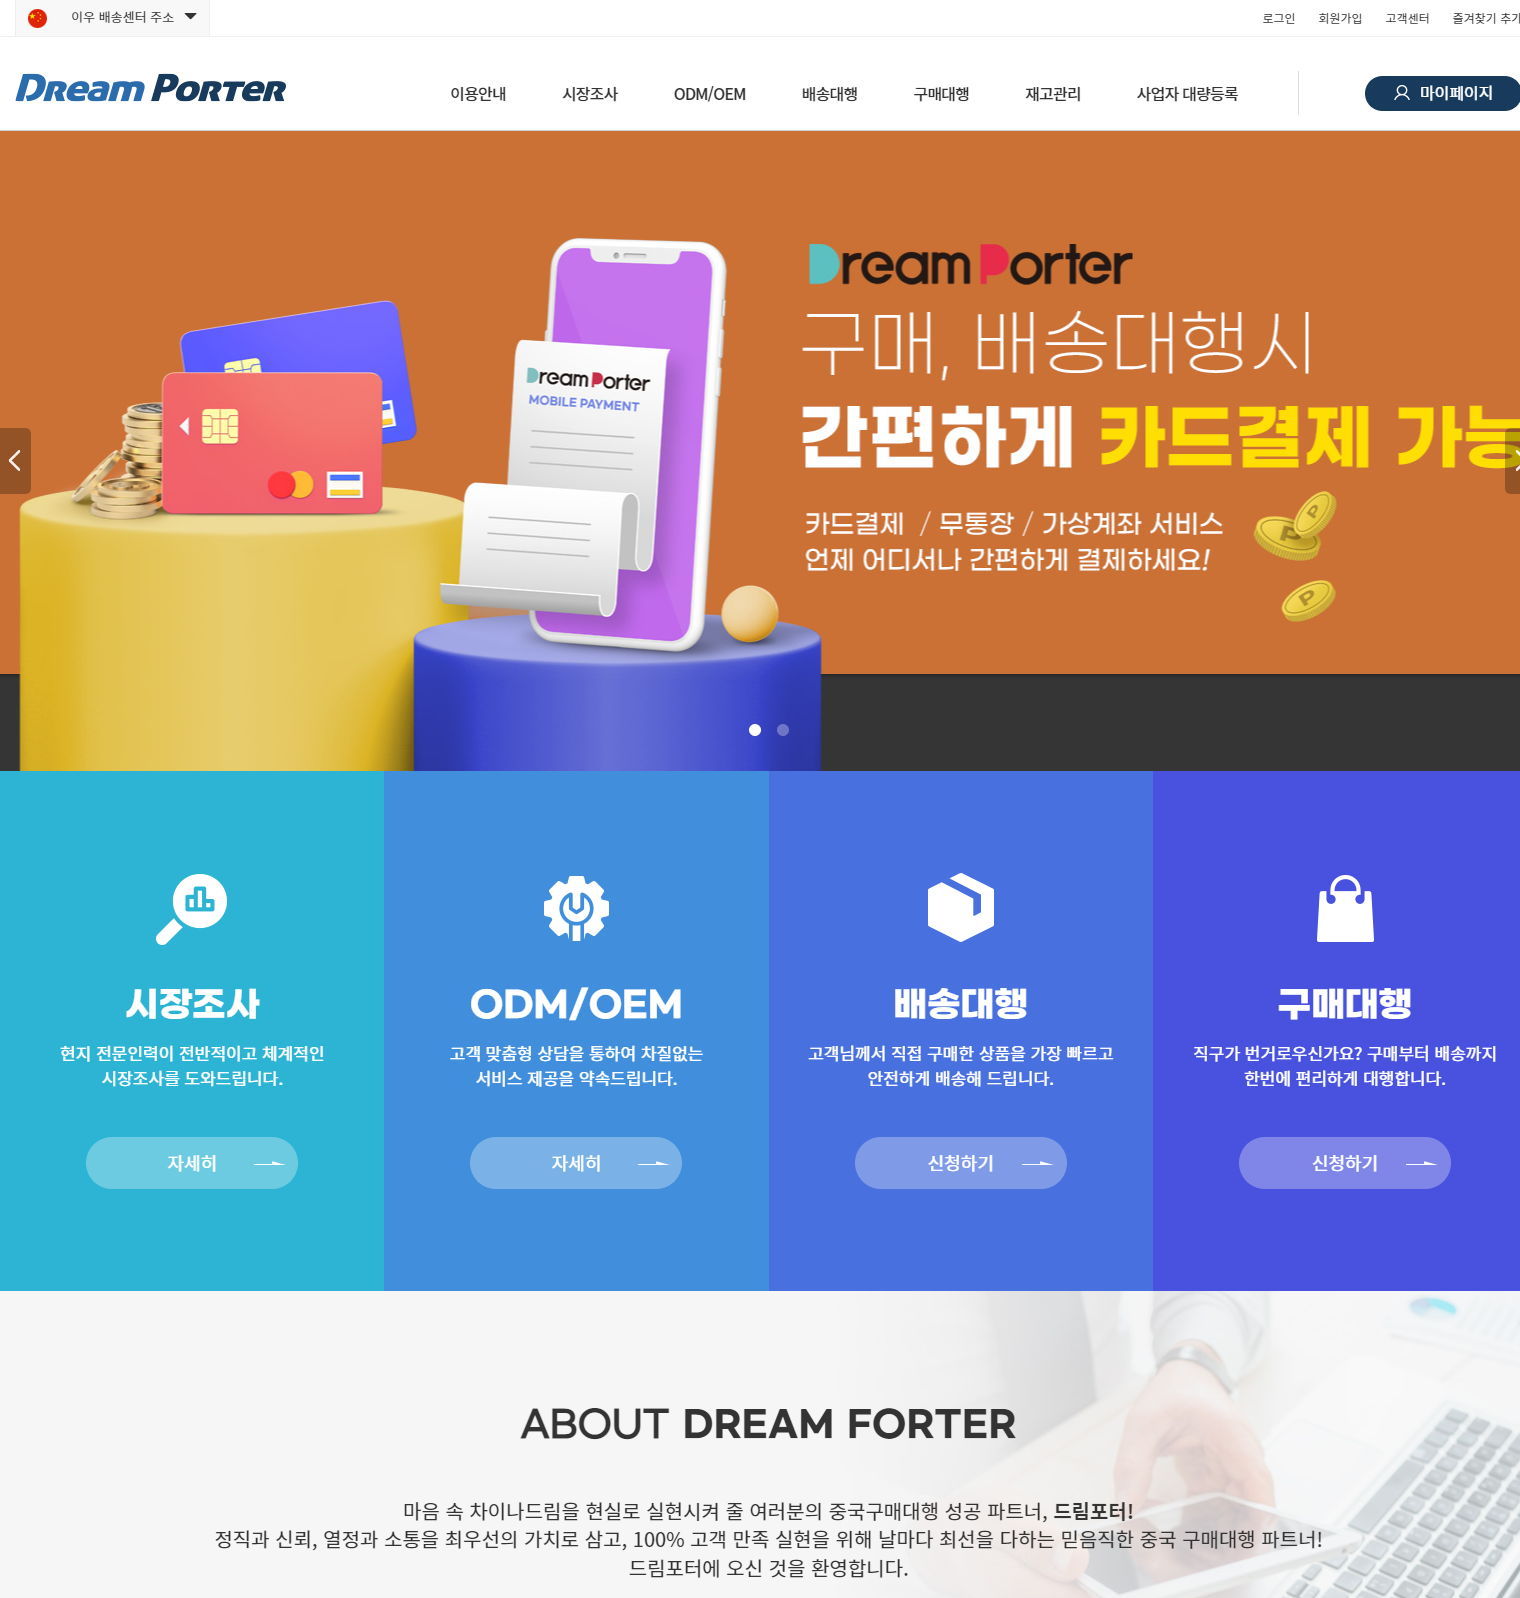 이우 배송센터 주소
로그인 회원가입 고객센터 즐겨찾기 추가
Dream Porter
이용안내 시장조사 ODM/OEM 배송대행 구매대행 재고관리 사업자 대량등록
마이페이지
Dream Porter
구매, 배송대행시
간편하게 카드결제 가능
카드결제 / 무통장 / 가상계좌 서비스
언제 어디서나 간편하게 결제하세요!
Dream Porter
MOBILE PAYMENT
P
P
P
시장조사
현지 전문인력이 전반적이고 체계적인
시장조사를 도와드립니다.
자세히
ODM/OEM
고객 맞춤형 상담을 통하여 차질없는
서비스 제공을 약속드립니다.
자세히
배송대행
고객님께서 직접 구매한 상품을 가장 빠르고
안전하게 배송해 드립니다.
신청하기
구매대행
직구가 번거로우신가요? 구매부터 배송까지
한번에 편리하게 대행합니다.
신청하기
ABOUT DREAM FORTER
마음 속 차이나드림을 현실로 실현시켜 줄 여러분의 중국구매대행 성공 파트너, 드림포터!
정직과 신뢰, 열정과 소통을 최우선의 가치로 삼고, 100% 고객 만족 실현을 위해 날마다 최선을 다하는 믿음직한 중국 구매대행 파트너!
드림포터에 오신 것을 환영합니다.